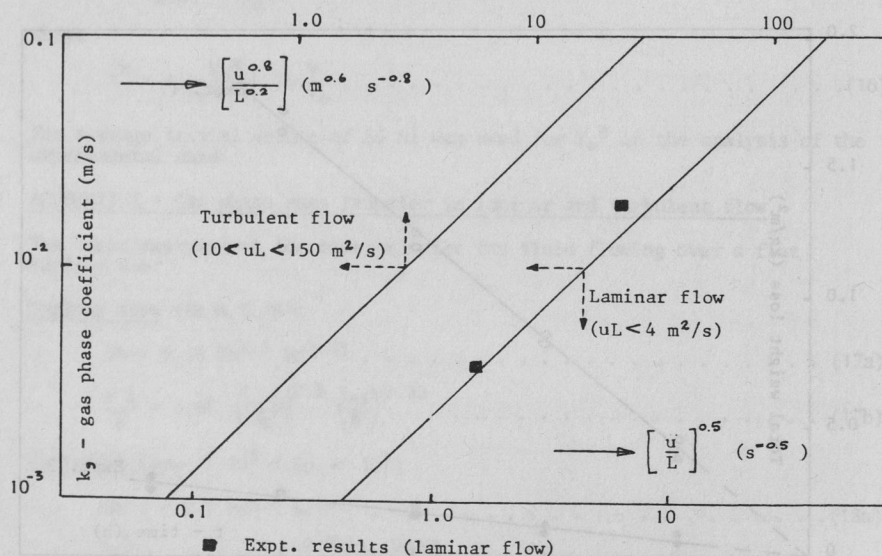 1.0 10 100
0.1
[u^0.8 / L^0.2] (m^0.6 s^-0.8)
k_g - gas phase coefficient (m/s)
Turbulent flow
(10 < uL < 150 m²/s)
10^-2
Laminar flow
(uL < 4 m²/s)
[u / L]^0.5 (s^-0.5)
10^-3
0.1 1.0 10
■ Expt. results (laminar flow)